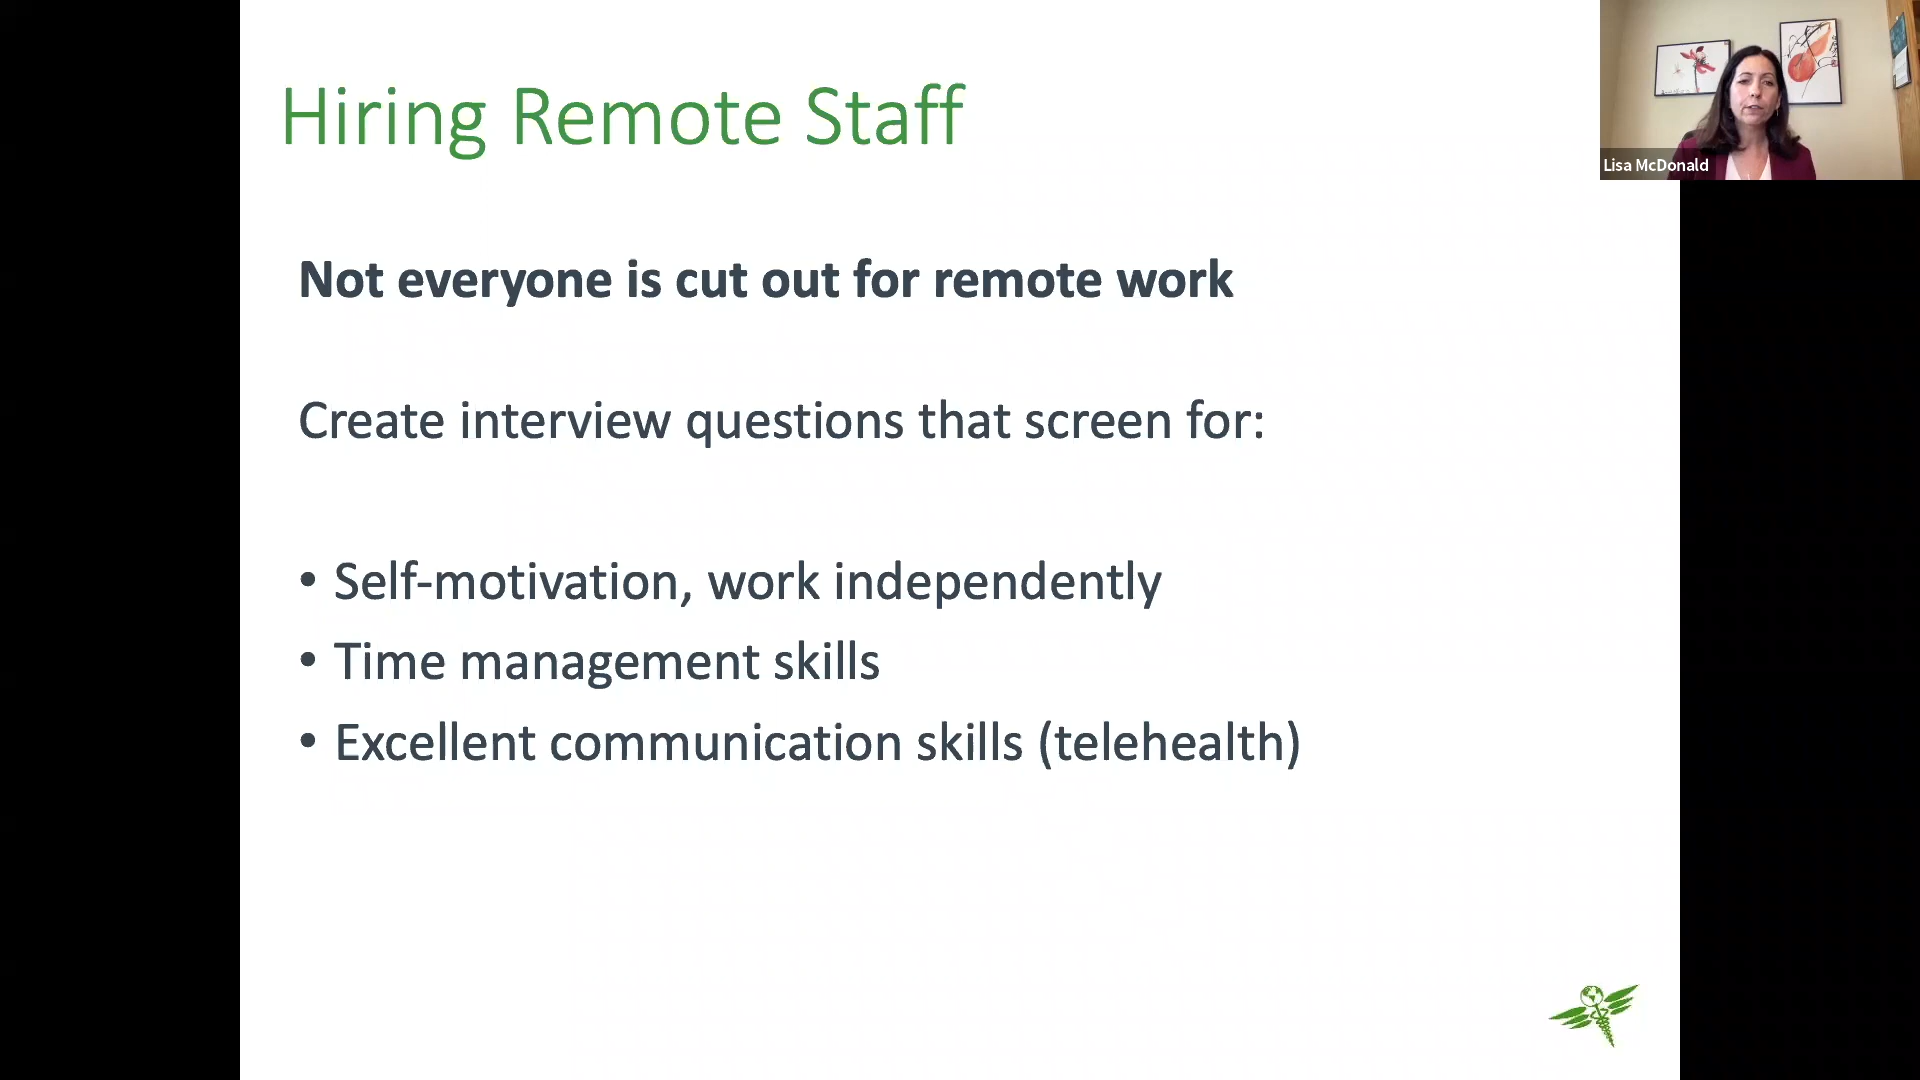 Hiring Remote Staff
Lisa McDonald
Not everyone is cut out for remote work
Create interview questions that screen for:
• Self-motivation, work independently
• Time management skills
• Excellent communication skills (telehealth)